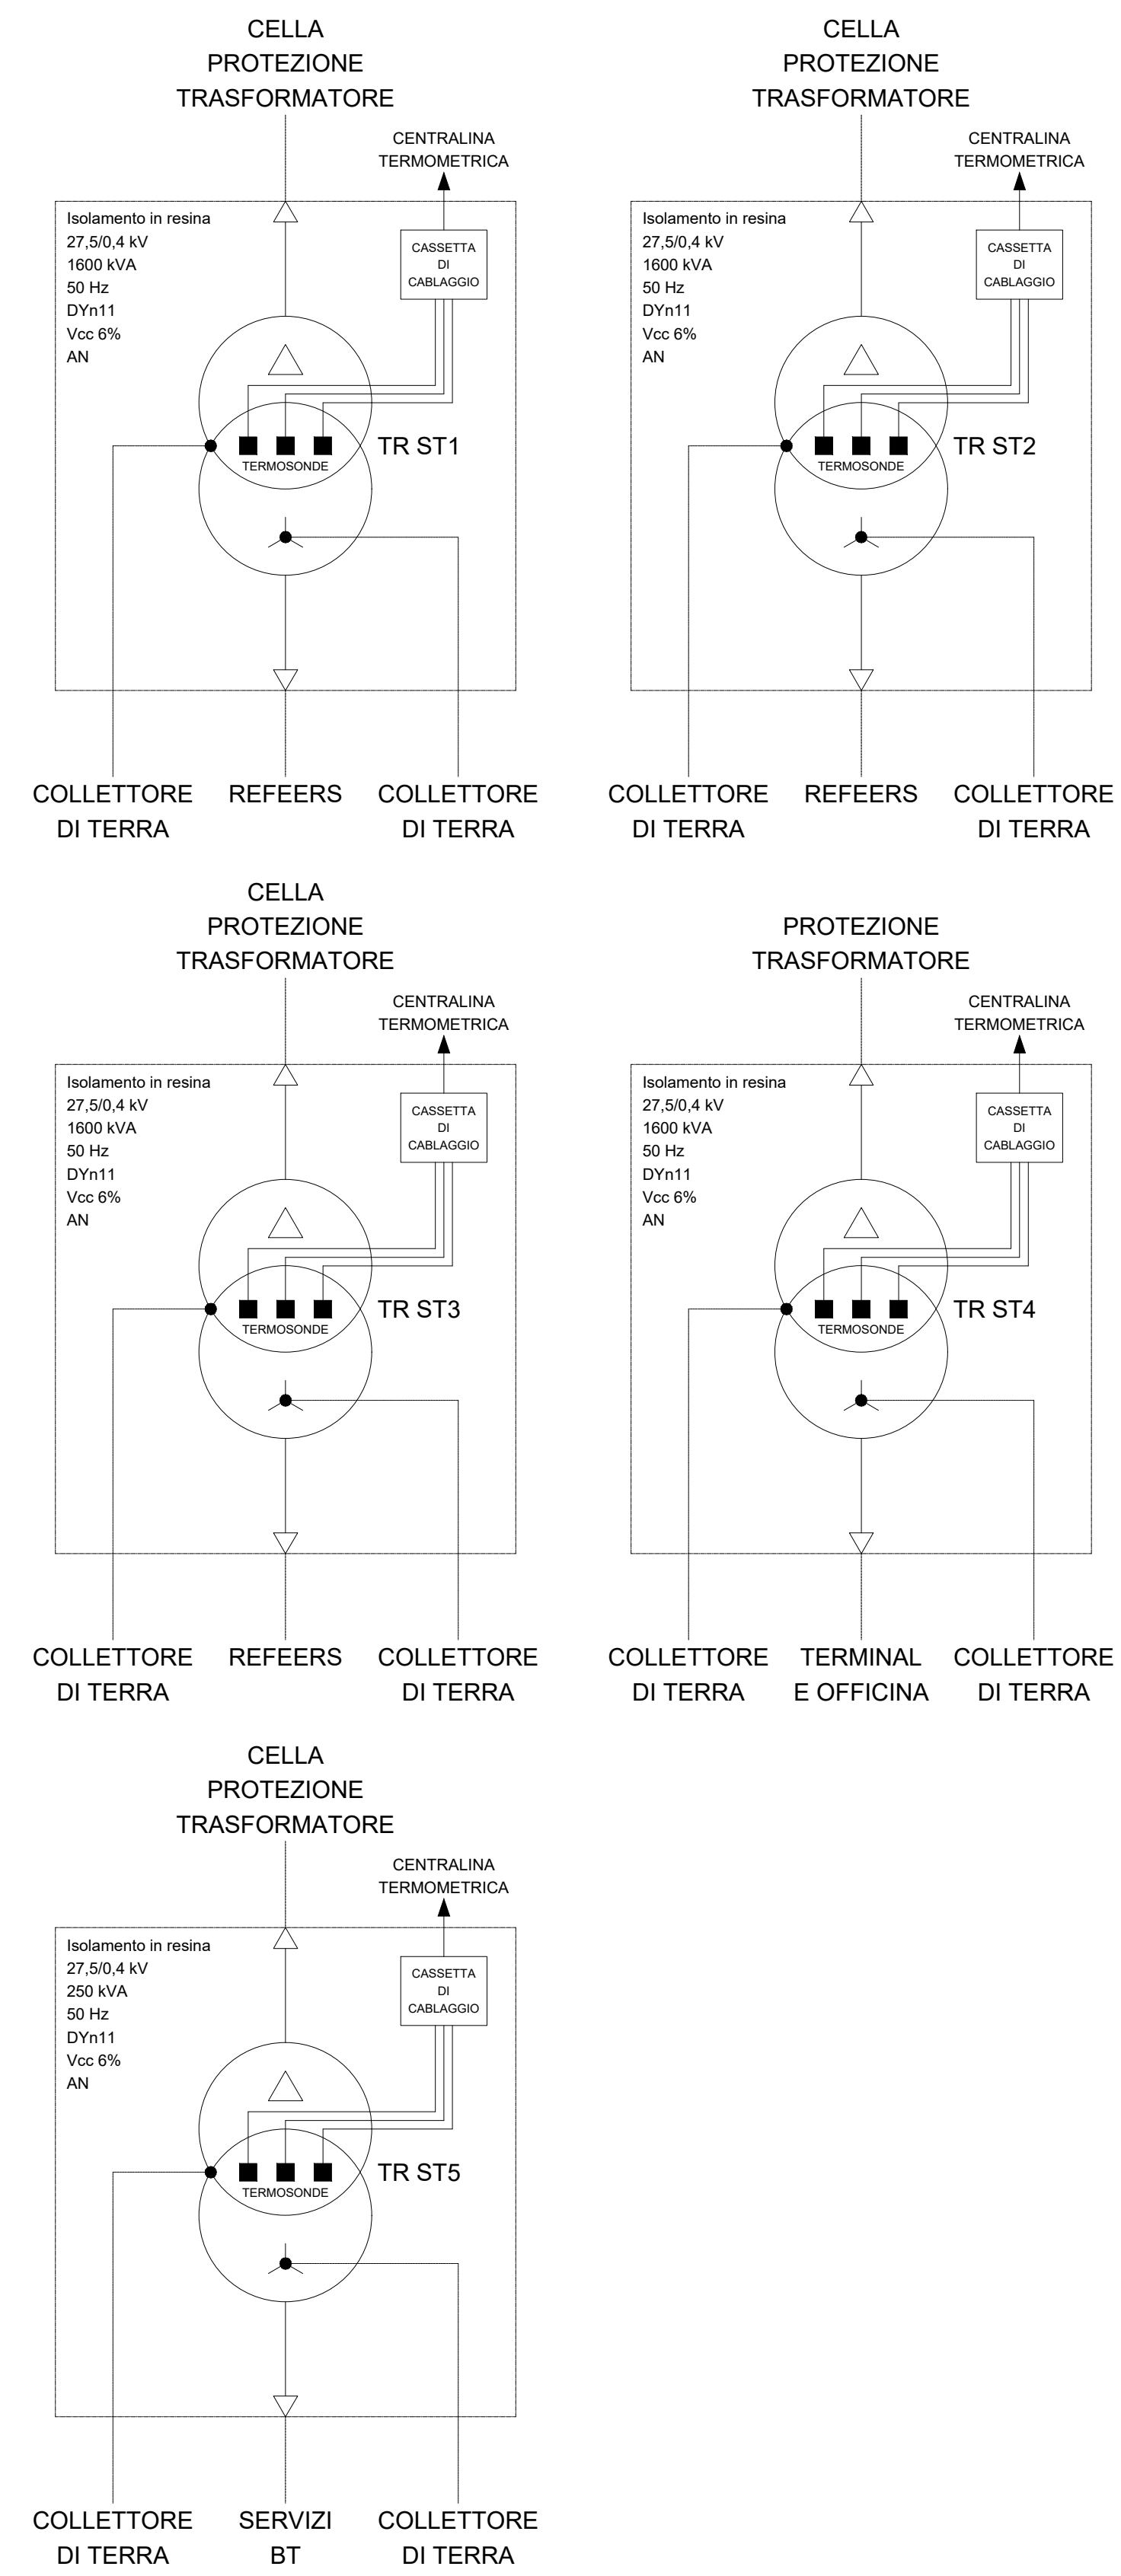 CELLA
PROTEZIONE
TRASFORMATORE
CENTRALINA
TERMOMETRICA
Isolamento in resina
27,5/0,4 kV
1600 kVA
50 Hz
DYn11
Vcc 6%
AN
CASSETTA
DI
CABLAGGIO
TR ST1
TERMOSONDE
COLLETTORE
DI TERRA
REFEERS
COLLETTORE
DI TERRA
CELLA
PROTEZIONE
TRASFORMATORE
CENTRALINA
TERMOMETRICA
Isolamento in resina
27,5/0,4 kV
1600 kVA
50 Hz
DYn11
Vcc 6%
AN
CASSETTA
DI
CABLAGGIO
TR ST2
TERMOSONDE
COLLETTORE
DI TERRA
REFEERS
COLLETTORE
DI TERRA
CELLA
PROTEZIONE
TRASFORMATORE
CENTRALINA
TERMOMETRICA
Isolamento in resina
27,5/0,4 kV
1600 kVA
50 Hz
DYn11
Vcc 6%
AN
CASSETTA
DI
CABLAGGIO
TR ST3
TERMOSONDE
COLLETTORE
DI TERRA
REFEERS
COLLETTORE
DI TERRA
PROTEZIONE
TRASFORMATORE
CENTRALINA
TERMOMETRICA
Isolamento in resina
27,5/0,4 kV
1600 kVA
50 Hz
DYn11
Vcc 6%
AN
CASSETTA
DI
CABLAGGIO
TR ST4
TERMOSONDE
COLLETTORE
DI TERRA
TERMINAL
E OFFICINA
COLLETTORE
DI TERRA
CELLA
PROTEZIONE
TRASFORMATORE
CENTRALINA
TERMOMETRICA
Isolamento in resina
27,5/0,4 kV
250 kVA
50 Hz
DYn11
Vcc 6%
AN
CASSETTA
DI
CABLAGGIO
TR ST5
TERMOSONDE
COLLETTORE
DI TERRA
SERVIZI
BT
COLLETTORE
DI TERRA